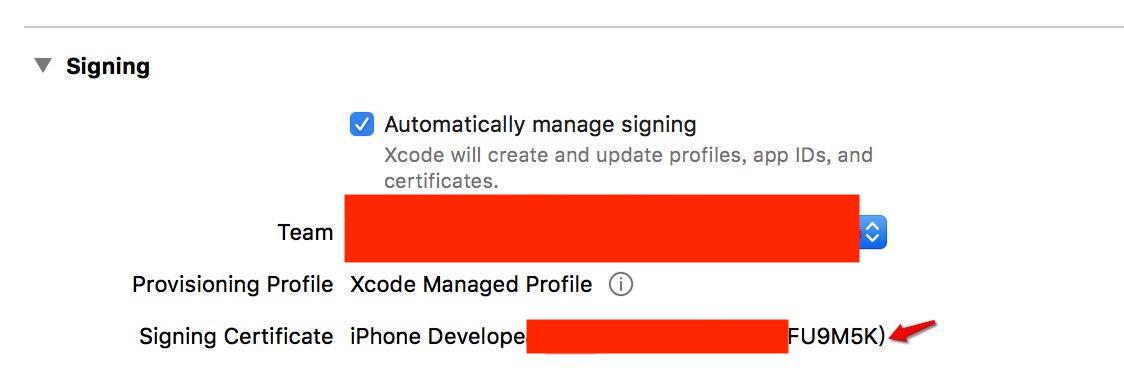 Signing
Automatically manage signing
Xcode will create and update profiles, app IDs, and
certificates.
Team
Provisioning Profile Xcode Managed Profile
Signing Certificate iPhone Develope FU9M5K)